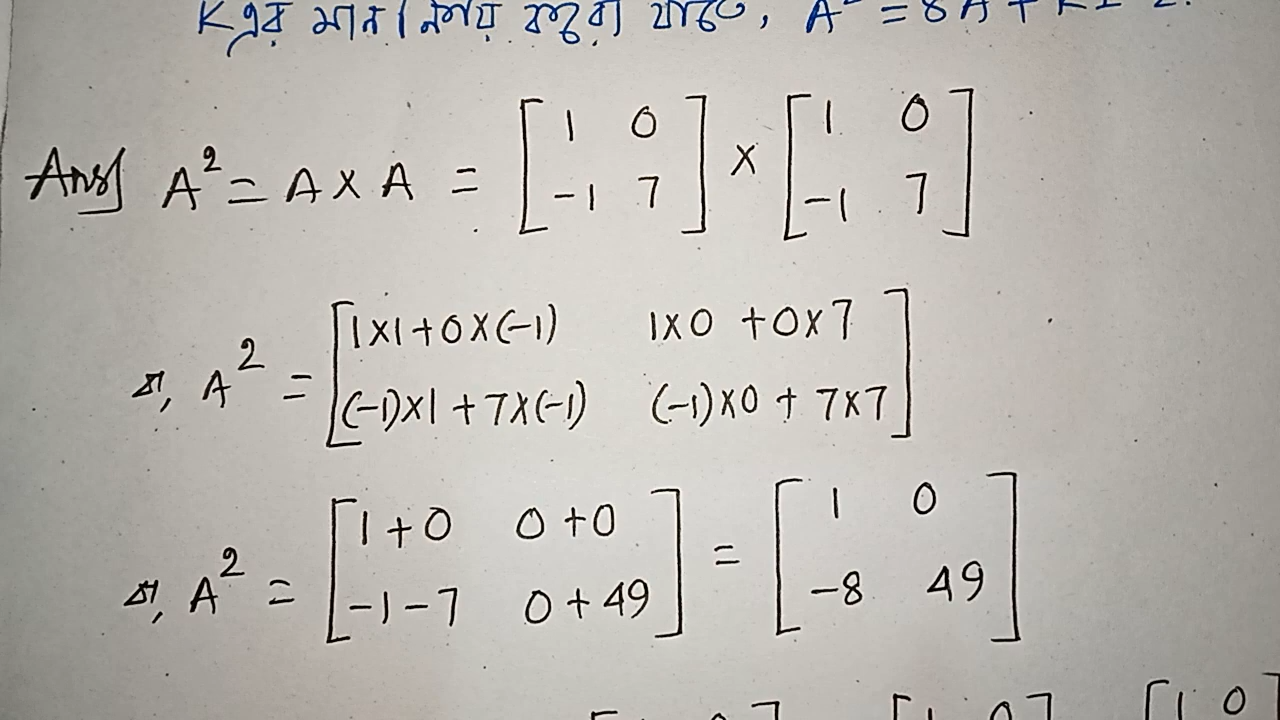 K এর মান নির্ণয় করো যাতে, A² = 8A + KI
Ans] A² = A × A = [1 0 -1 7] × [1 0 -1 7]
বা, A² = [1×1+0×(-1) 1×0 +0×7 (-1)×1+7×(-1) (-1)×0 + 7×7]
বা, A² = [1+0 0+0 -1-7 0+49] = [1 0 -8 49]
[1 0]